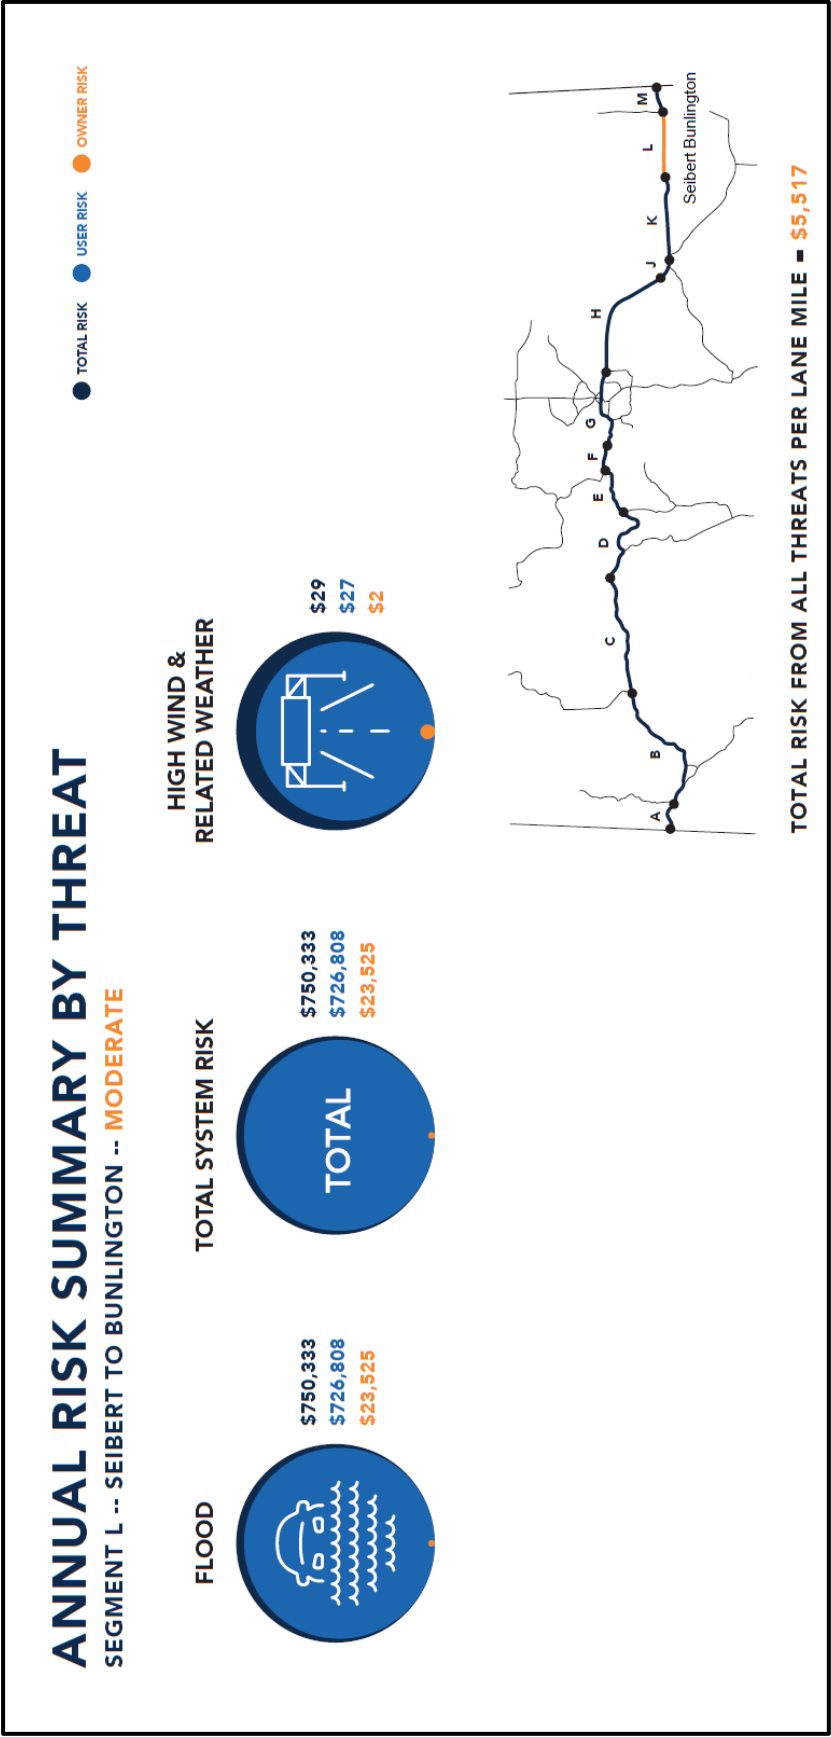 ANNUAL RISK SUMMARY BY THREAT
SEGMENT L -- SEIBERT TO BUNLINGTON -- MODERATE
TOTAL RISK
USER RISK
OWNER RISK
FLOOD
$750,333
$726,808
$23,525
TOTAL SYSTEM RISK
TOTAL
$750,333
$726,808
$23,525
HIGH WIND &
RELATED WEATHER
$29
$27
$2
A
B
C
D
E
F
G
H
J
K
L
M
Seibert Bunlington
TOTAL RISK FROM ALL THREATS PER LANE MILE = $5,517